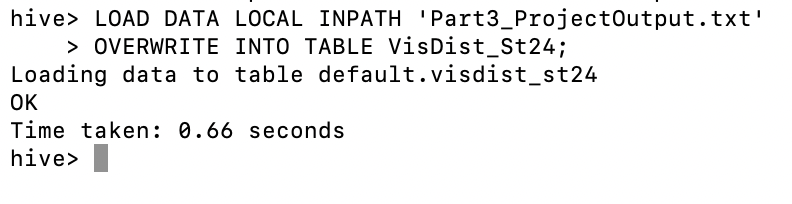 hive> LOAD DATA LOCAL INPATH 'Part3_ProjectOutput.txt'
    > OVERWRITE INTO TABLE VisDist_St24;
Loading data to table default.visdist_st24
OK
Time taken: 0.66 seconds
hive>